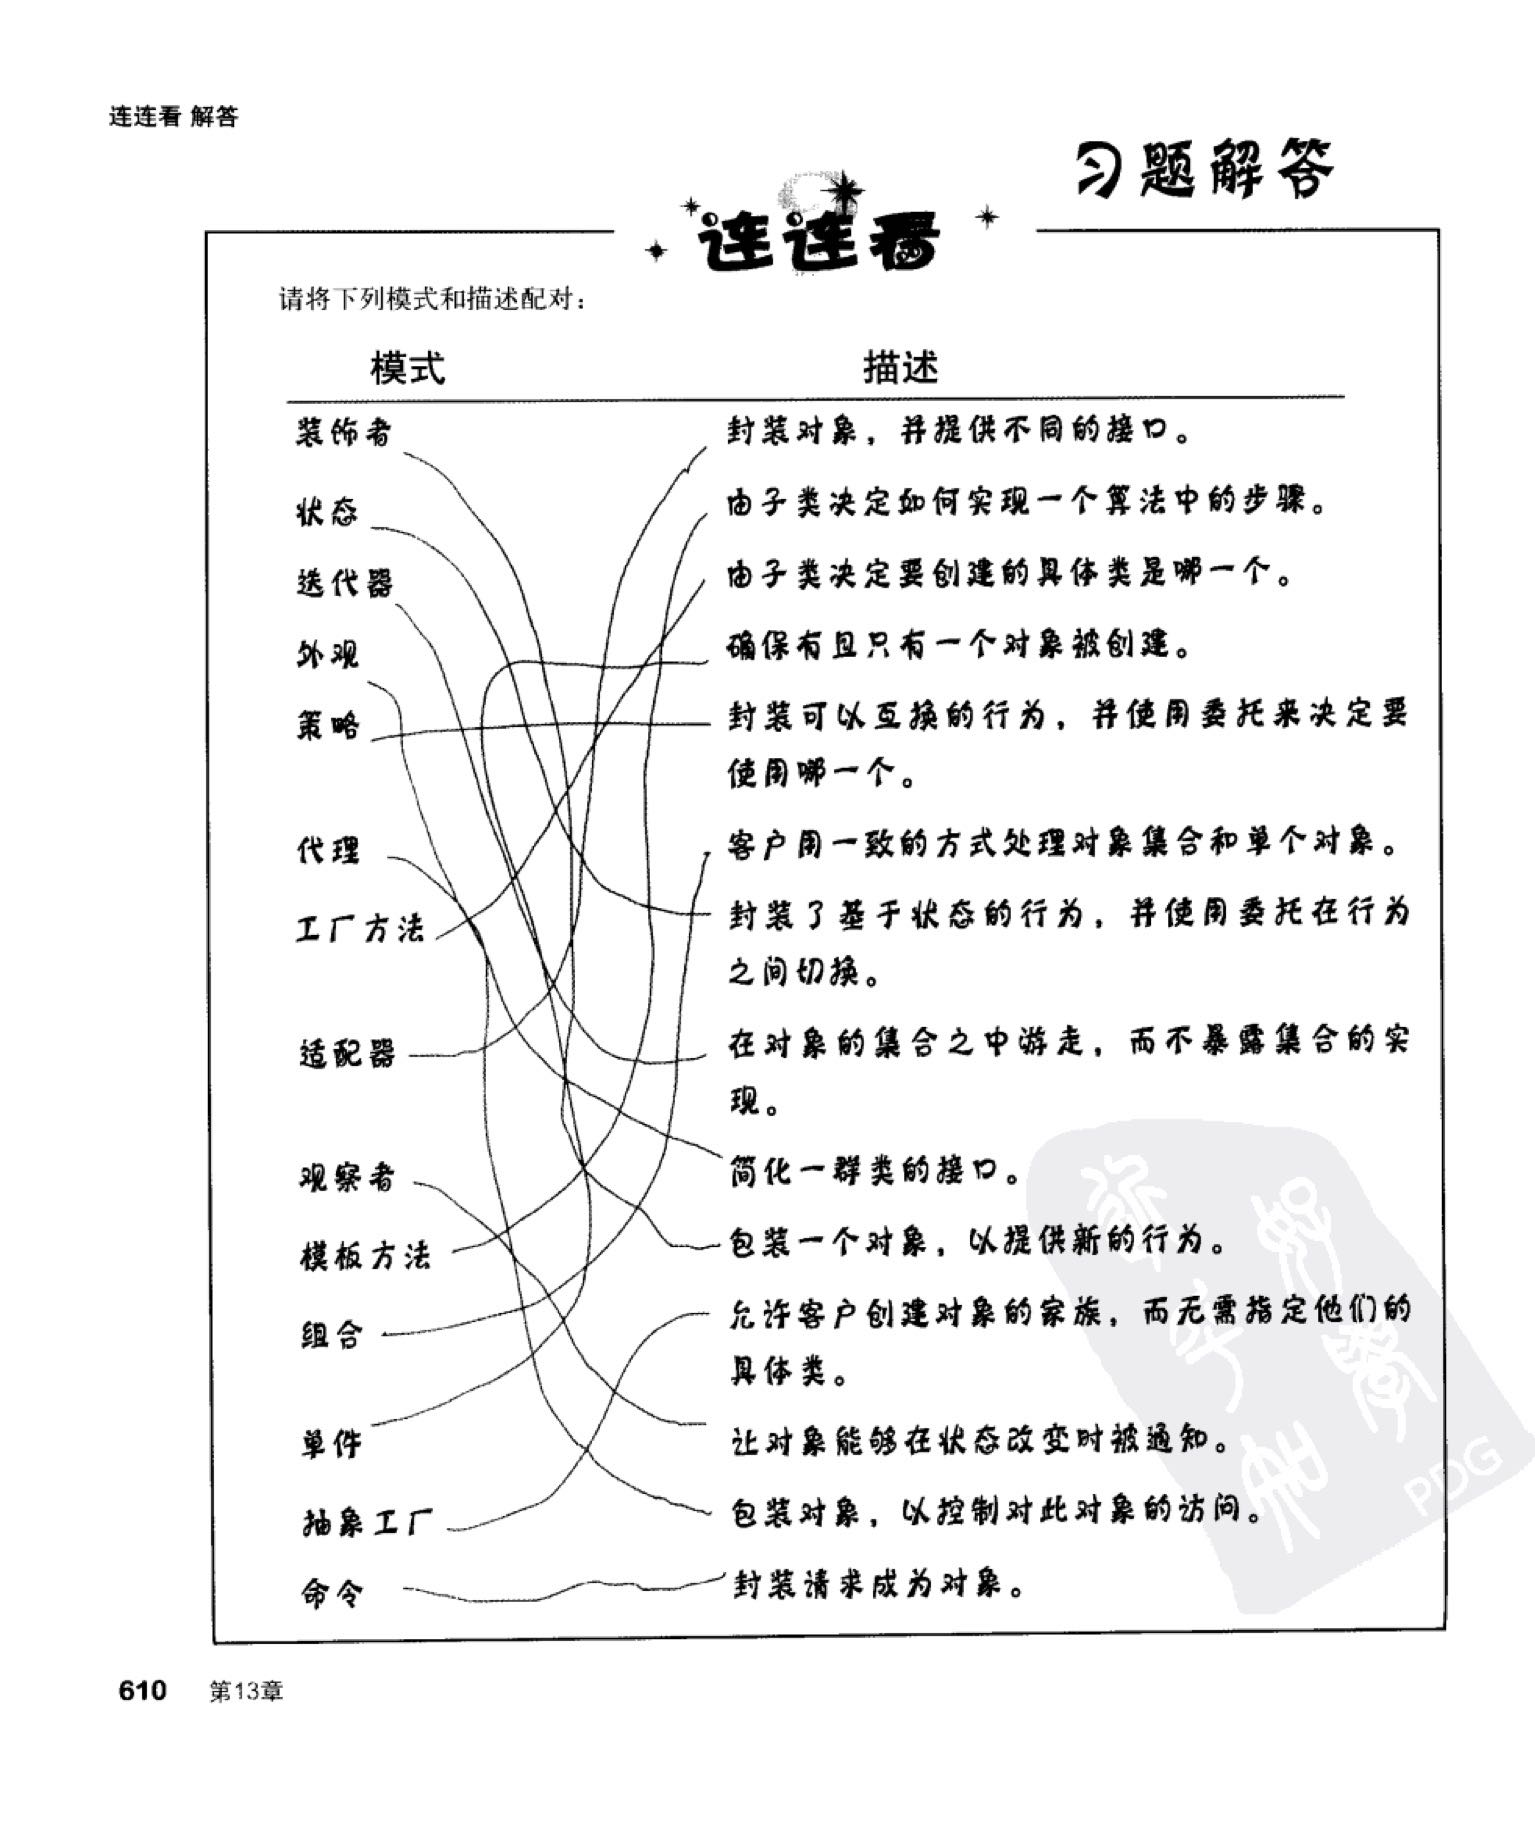 连连看 解答
习题解答
连连看
请将下列模式和描述配对：
模式 描述
装饰者 封装对象，并提供不同的接口。
状态 由子类决定如何实现一个算法中的步骤。
迭代器 由子类决定要创建的具体类是哪一个。
外观 确保有且只有一个对象被创建。
策略 封装可以互换的行为，并使用委托来决定要
使用哪一个。
代理 客户用一致的方式处理对象集合和单个对象。
工厂方法 封装了基于状态的行为，并使用委托在行为
之间切换。
适配器 在对象的集合之中游走，而不暴露集合的实
现。
观察者 简化一群类的接口。
模板方法 包装一个对象，以提供新的行为。
组合 允许客户创建对象的家族，而无需指定他们的
具体类。
单件 让对象能够在状态改变时被通知。
抽象工厂 包装对象，以控制对此对象的访问。
命令 封装请求成为对象。
PDG
610 第13章